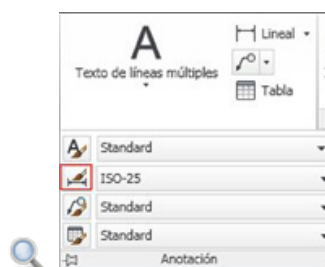 A
Texto de líneas múltiples
Lineal
Tabla
Standard
ISO-25
Standard
Standard
Anotación